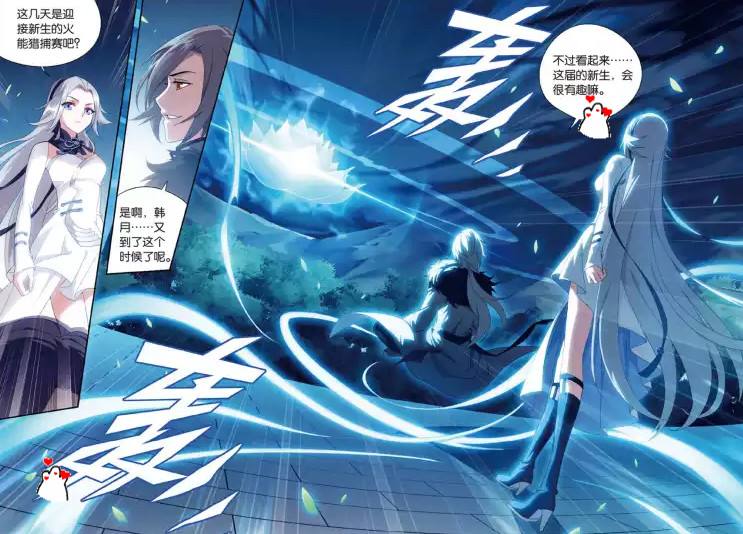 这几天是迎
接新生的火
能猎捕赛吧？
是啊，韩
月……又
到了这个
时候了呢。
轰
不过看起来……
这届的新生，会
很有趣嘛。
轰